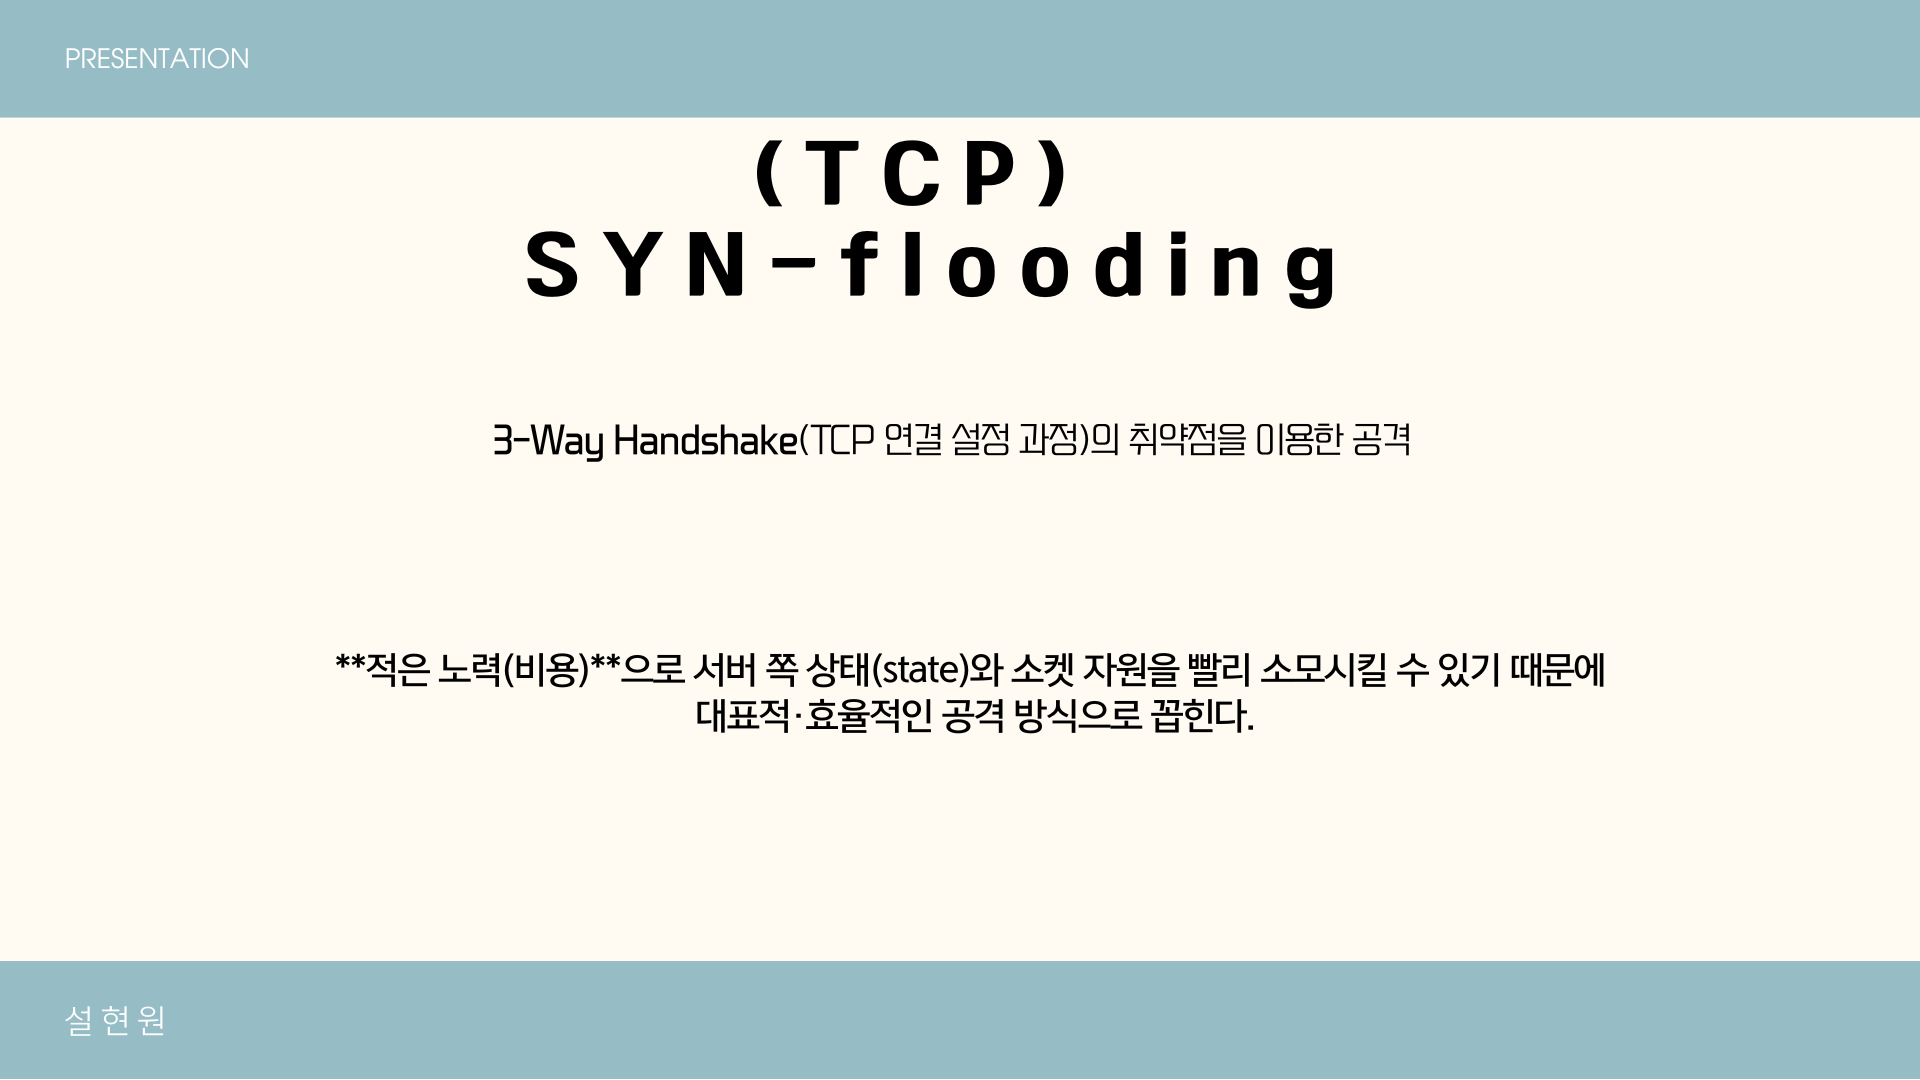 PRESENTATION
(TCP)
SYN-flooding
3-Way Handshake(TCP 연결 설정 과정)의 취약점을 이용한 공격
**적은 노력(비용)**으로 서버 쪽 상태(state)와 소켓 자원을 빨리 소모시킬 수 있기 때문에
대표적·효율적인 공격 방식으로 꼽힌다.
설현원